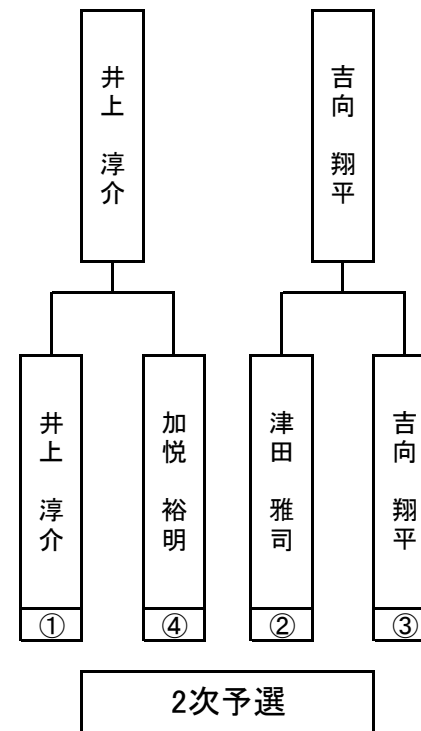 井上 淳介
吉向 翔平
井上 淳介
加悦 裕明
津田 雅司
吉向 翔平
①
④
②
③
2次予選